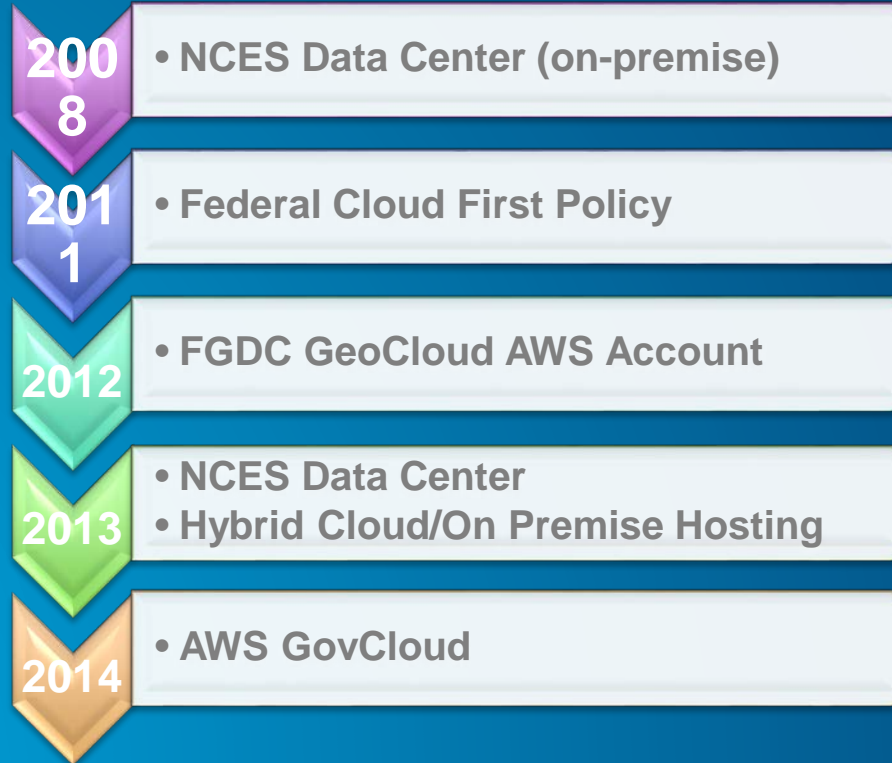 200
8
• NCES Data Center (on-premise)
201
1
• Federal Cloud First Policy
2012
• FGDC GeoCloud AWS Account
2013
• NCES Data Center
• Hybrid Cloud/On Premise Hosting
2014
• AWS GovCloud